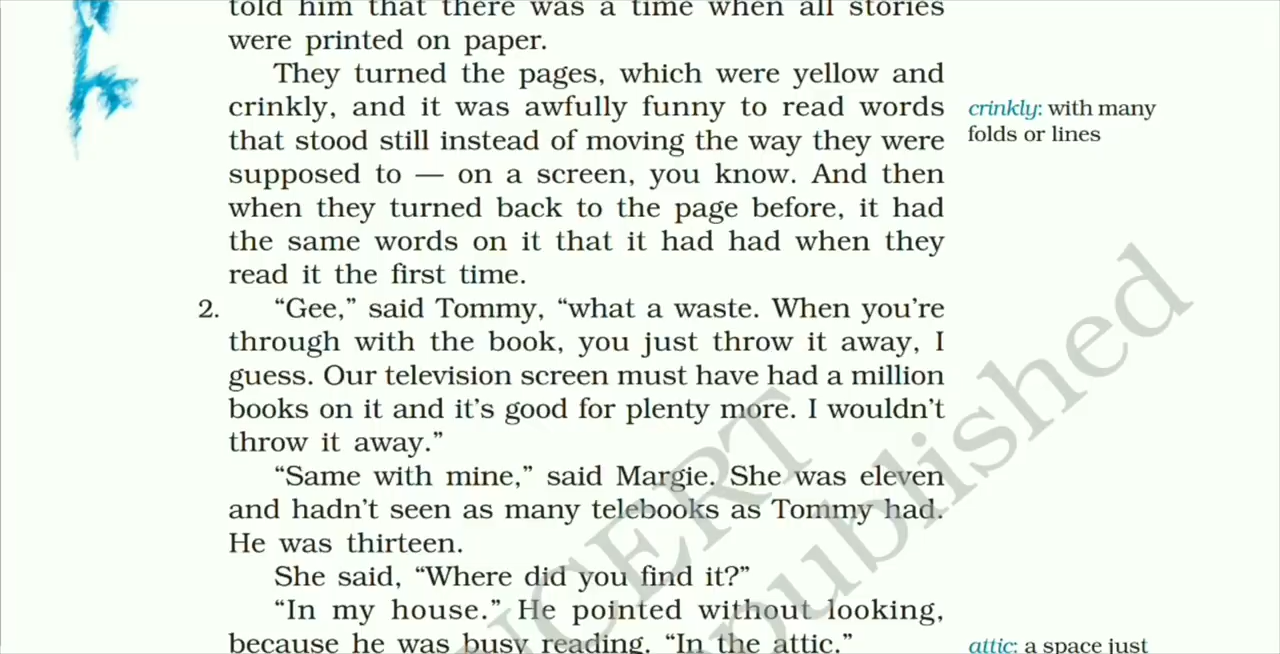 told him that there was a time when all stories
were printed on paper.
They turned the pages, which were yellow and
crinkly, and it was awfully funny to read words
that stood still instead of moving the way they were
supposed to — on a screen, you know. And then
when they turned back to the page before, it had
the same words on it that it had had when they
read it the first time.
crinkly: with many
folds or lines
2. “Gee,” said Tommy, “what a waste. When you’re
through with the book, you just throw it away, I
guess. Our television screen must have had a million
books on it and it’s good for plenty more. I wouldn’t
throw it away.”
“Same with mine,” said Margie. She was eleven
and hadn’t seen as many telebooks as Tommy had.
He was thirteen.
She said, “Where did you find it?”
“In my house.” He pointed without looking,
because he was busy reading. “In the attic.”
attic: a space just
NCERT
published